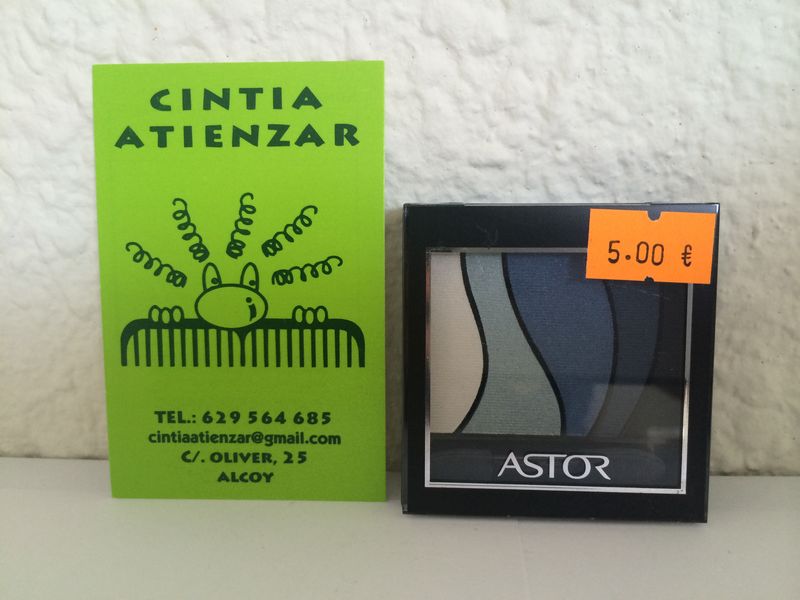 CINTIA
ATIENZAR
TEL.: 629 564 685
cintiaatienzar@gmail.com
C/. OLIVER, 25
ALCOY
5.00 €
ASTOR